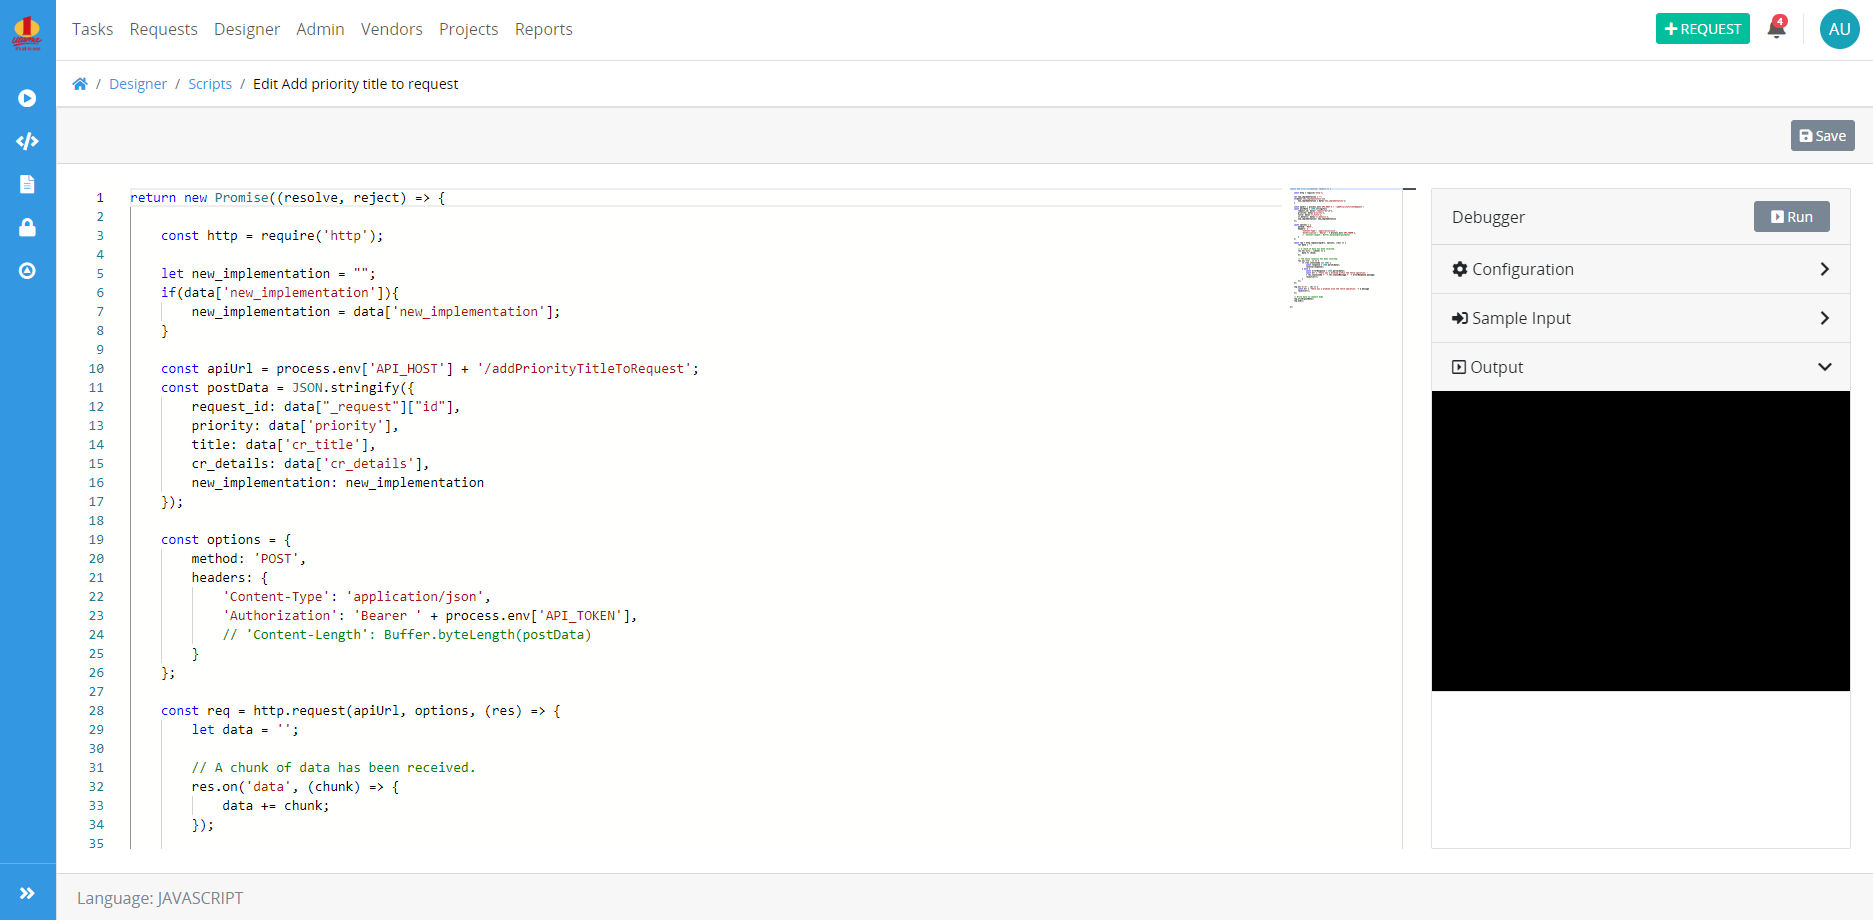 Tasks Requests Designer Admin Vendors Projects Reports
REQUEST
4
AU
/ Designer / Scripts / Edit Add priority title to request
Save
1 return new Promise((resolve, reject) => {
2
3 const http = require('http');
4
5 let new_implementation = "";
6 if(data['new_implementation']){
7 new_implementation = data['new_implementation'];
8 }
9
10 const apiUrl = process.env['API_HOST'] + '/addPriorityTitleToRequest';
11 const postData = JSON.stringify({
12 request_id: data["_request"]["id"],
13 priority: data['priority'],
14 title: data['cr_title'],
15 cr_details: data['cr_details'],
16 new_implementation: new_implementation
17 });
18
19 const options = {
20 method: 'POST',
21 headers: {
22 'Content-Type': 'application/json',
23 'Authorization': 'Bearer ' + process.env['API_TOKEN'],
24 // 'Content-Length': Buffer.byteLength(postData)
25 }
26 };
27
28 const req = http.request(apiUrl, options, (res) => {
29 let data = '';
30
31 // A chunk of data has been received.
32 res.on('data', (chunk) => {
33 data += chunk;
34 });
35
Debugger
Run
Configuration
Sample Input
Output
Language: JAVASCRIPT